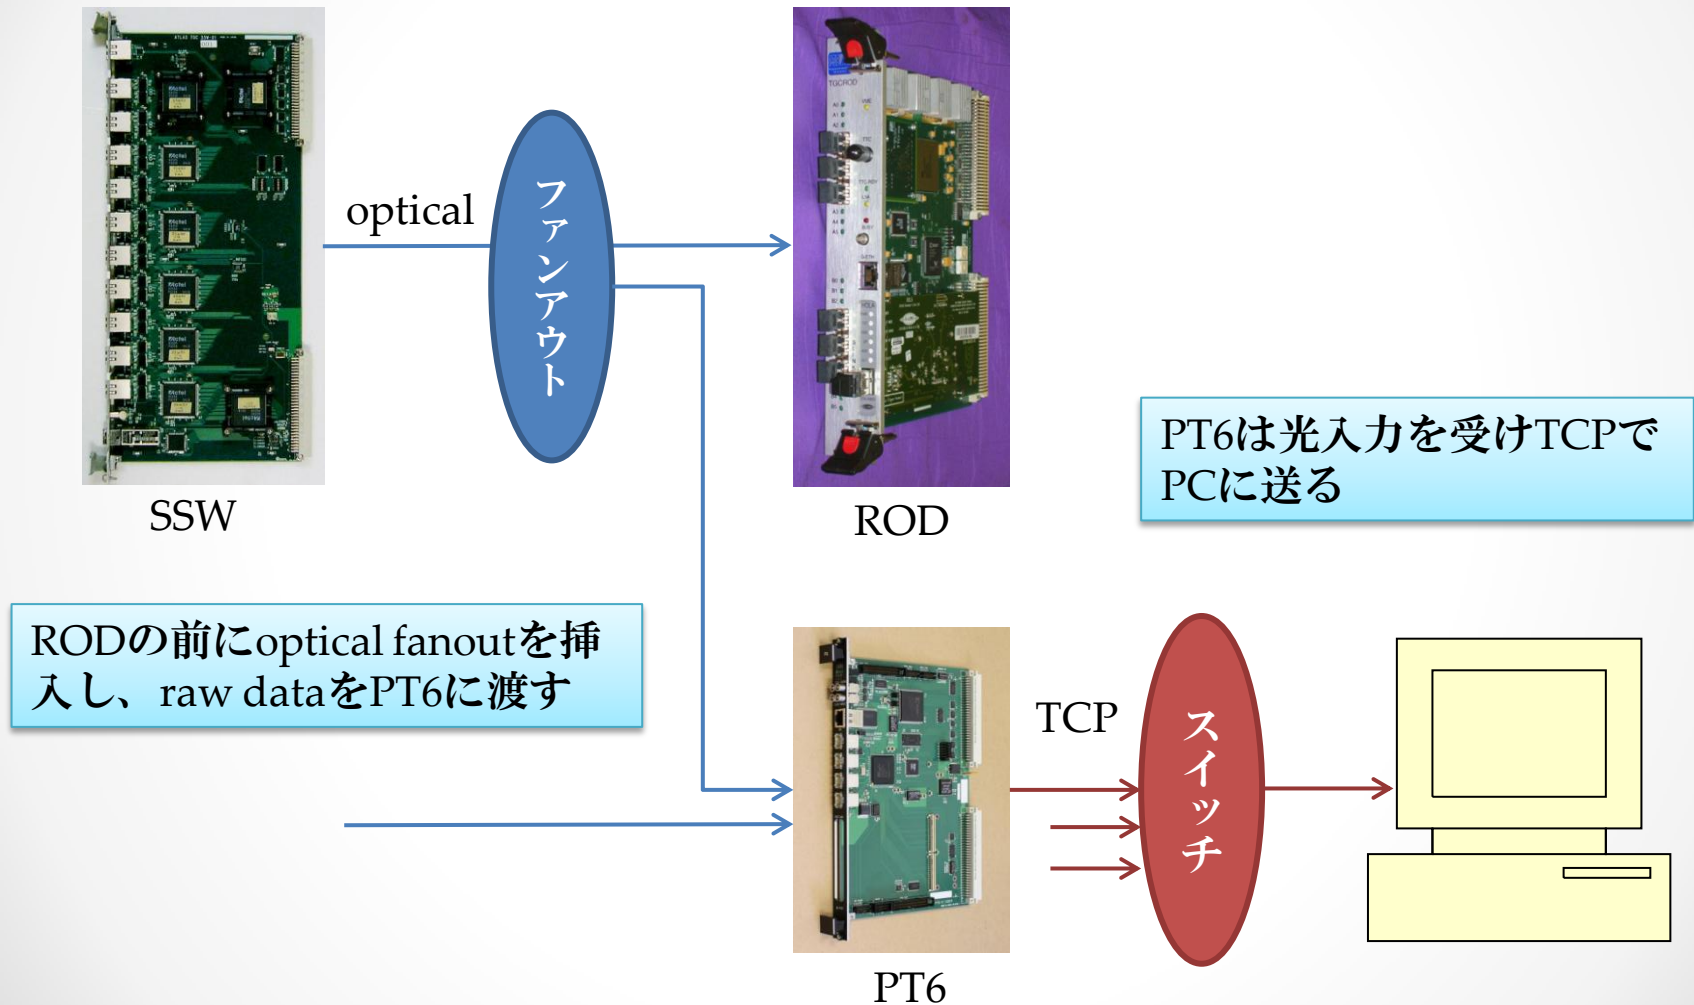 optical
ファンアウト
SSW
TGCROD
ROD
PT6は光入力を受けTCPで
PCに送る
RODの前にoptical fanoutを挿
入し、raw dataをPT6に渡す
TCP
スイッチ
PT6